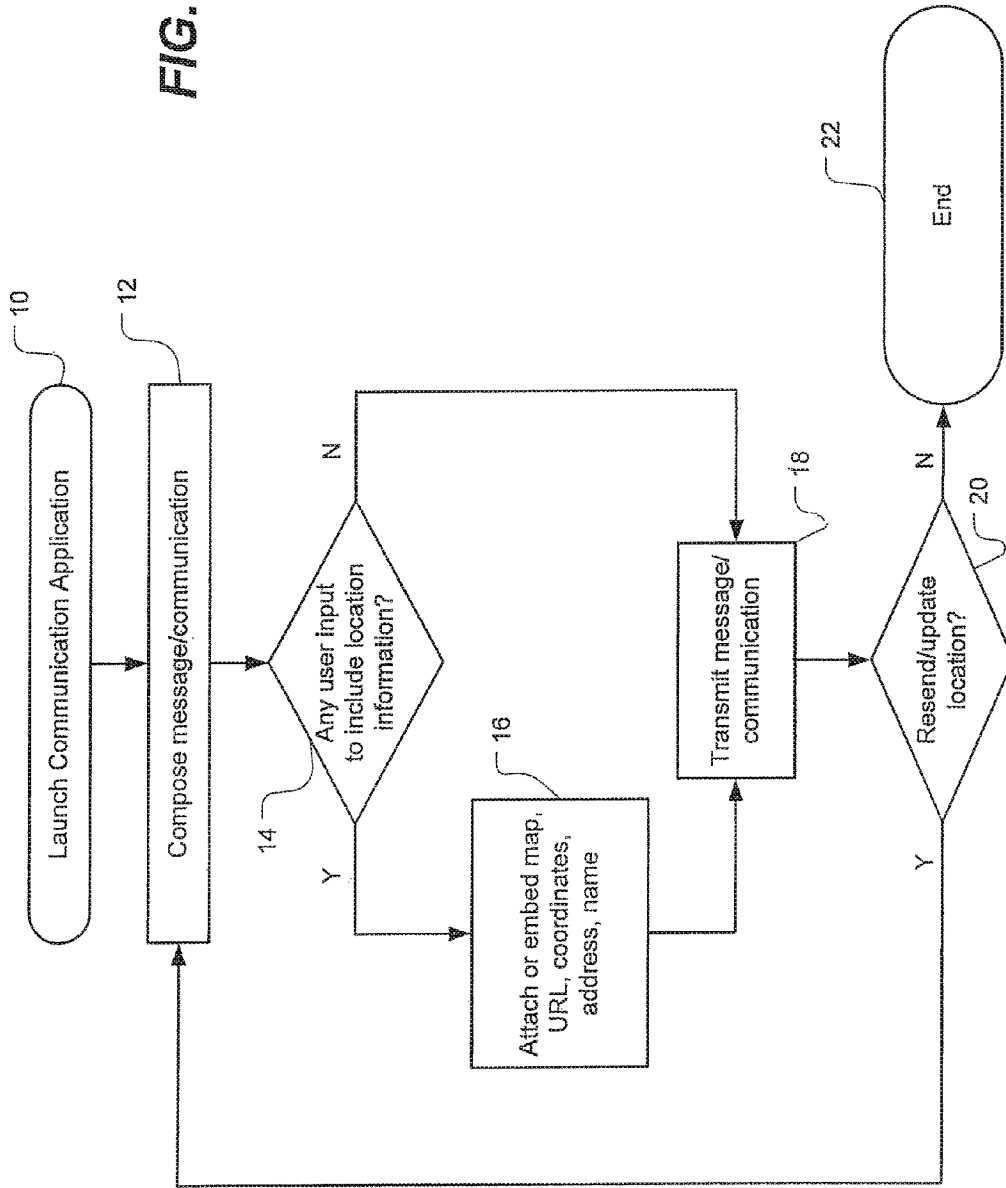 FIG.
10
Launch Communication Application
12
Compose message/communication
14
Any user input
to include location
information?
Y
N
16
Attach or embed map,
URL, coordinates,
address, name
18
Transmit message/
communication
20
Resend/update
location?
Y
N
22
End